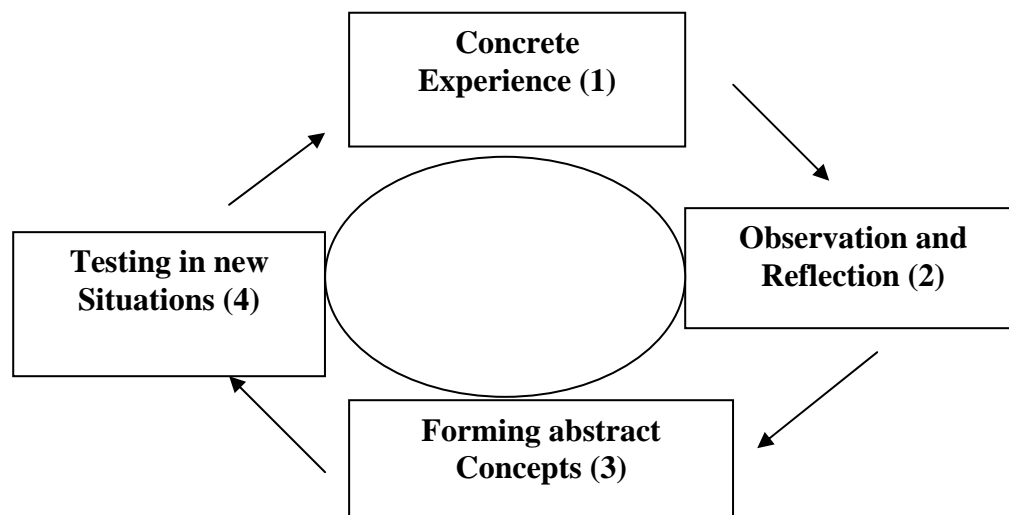 Concrete
Experience (1)
Observation and
Reflection (2)
Forming abstract
Concepts (3)
Testing in new
Situations (4)